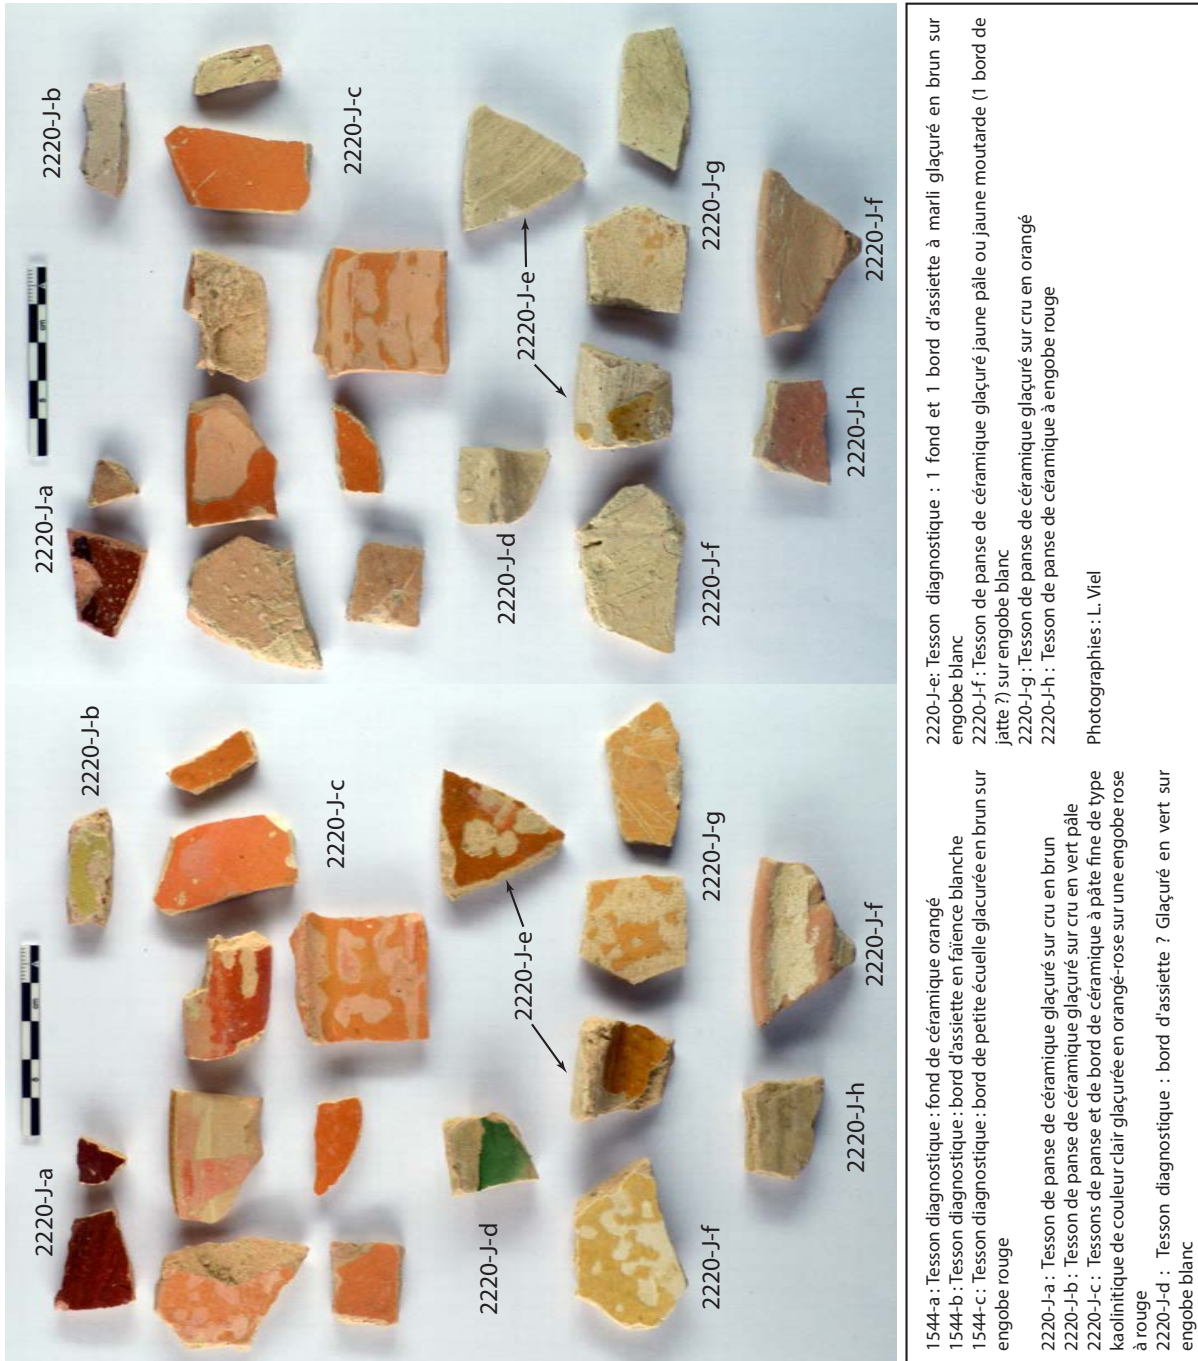 2220-J-a
2220-J-b
2220-J-c
2220-J-d
2220-J-e
2220-J-f
2220-J-g
2220-J-h
2220-J-f
cm
2220-J-a
2220-J-b
2220-J-c
2220-J-d
2220-J-e
2220-J-f
2220-J-g
2220-J-h
2220-J-f
cm
1544-a : Tesson diagnostique : fond de céramique orangé
1544-b : Tesson diagnostique : bord d'assiette en faïence blanche
1544-c : Tesson diagnostique : bord de petite écuelle glacurée en brun sur
engobe rouge
2220-J-a : Tesson de panse de céramique glaçuré sur cru en brun
2220-J-b : Tesson de panse de céramique glaçuré sur cru en vert pâle
2220-J-c : Tessons de panse et de bord de céramique à pâte fine de type
kaolinitique de couleur clair glaçurée en orangé-rose sur une engobe rose
à rouge
2220-J-d : Tesson diagnostique : bord d'assiette ? Glaçuré en vert sur
engobe blanc
2220-J-e: Tesson diagnostique : 1 fond et 1 bord d'assiette à marli glaçuré en brun sur
engobe blanc
2220-J-f : Tesson de panse de céramique glaçuré jaune pâle ou jaune moutarde (1 bord de
jatte ?) sur engobe blanc
2220-J-g : Tesson de panse de céramique glaçuré sur cru en orangé
2220-J-h : Tesson de panse de céramique à engobe rouge
Photographies : L. Viel